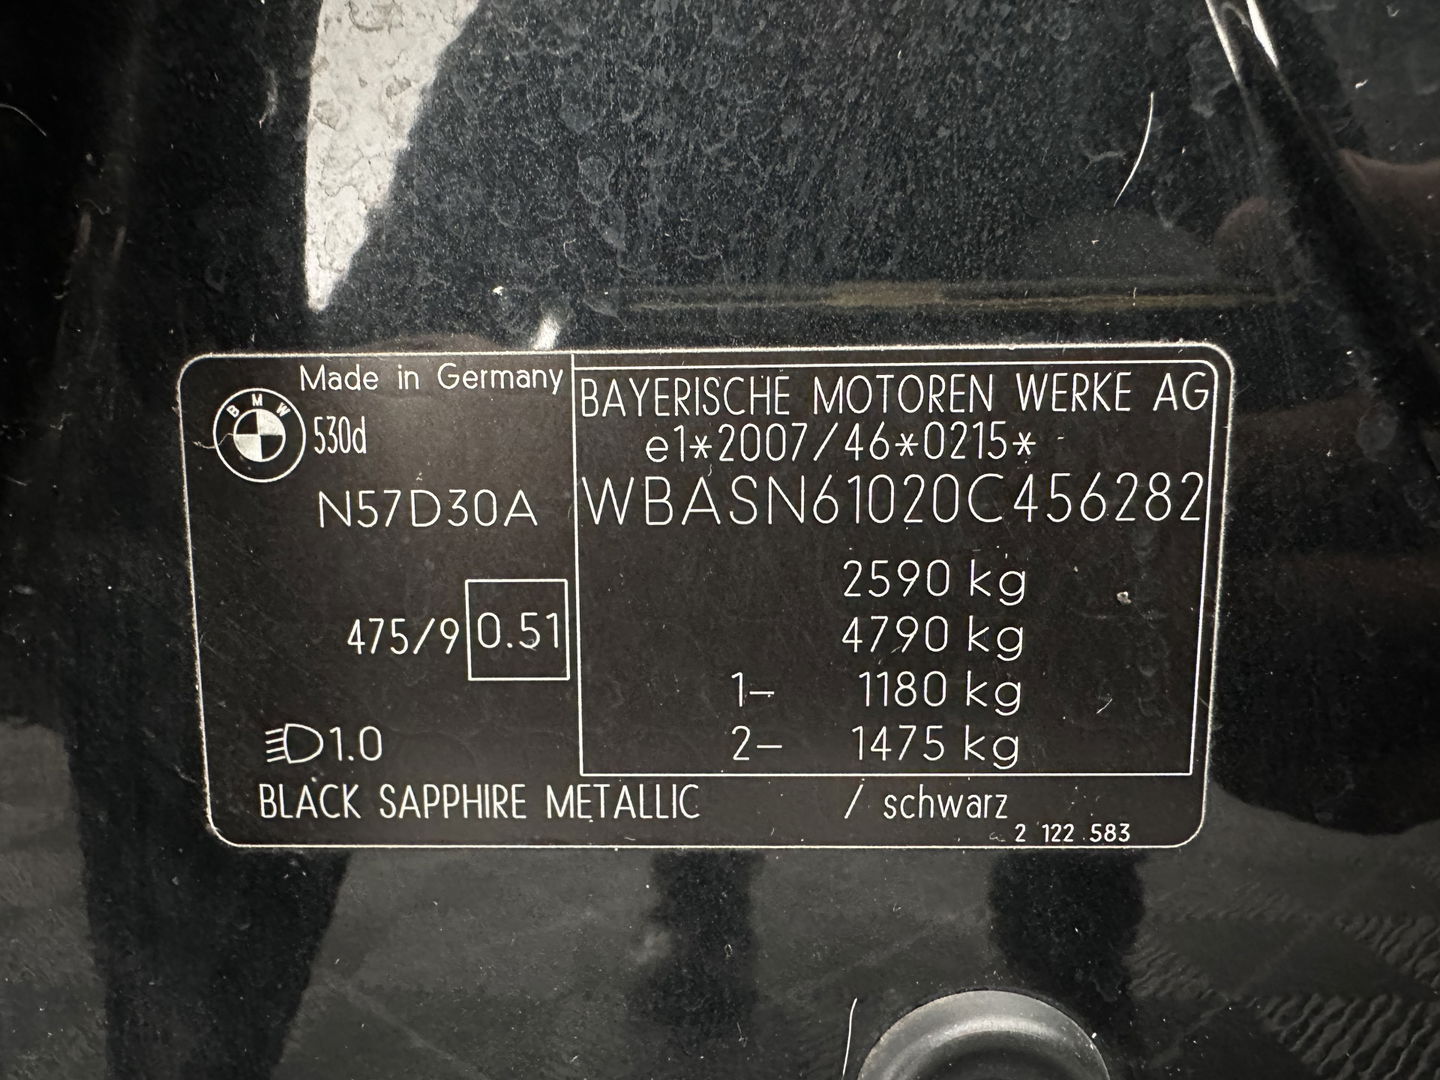 Made in Germany
BMW
530d
N57D30A
475/9 0.51
1.0
BAYERISCHE MOTOREN WERKE AG
e1*2007/46*0215*
WBASN61020C456282
2590 kg
4790 kg
1- 1180 kg
2- 1475 kg
BLACK SAPPHIRE METALLIC / schwarz
2 122 583